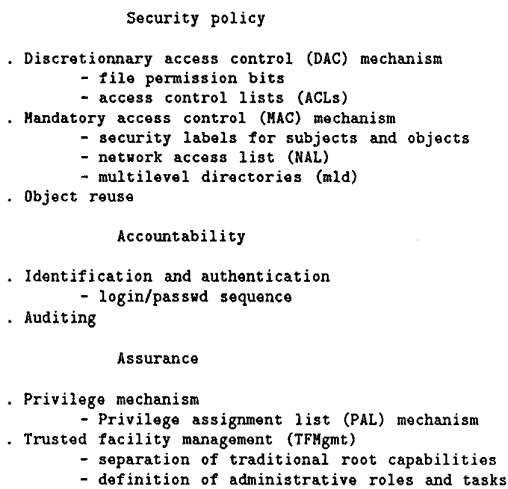 Security policy
. Discretionnary access control (DAC) mechanism
- file permission bits
- access control lists (ACLs)
. Mandatory access control (MAC) mechanism
- security labels for subjects and objects
- network access list (NAL)
- multilevel directories (mld)
. Object reuse
Accountability
. Identification and authentication
- login/passwd sequence
. Auditing
Assurance
. Privilege mechanism
- Privilege assignment list (PAL) mechanism
. Trusted facility management (TFMgmt)
- separation of traditional root capabilities
- definition of administrative roles and tasks